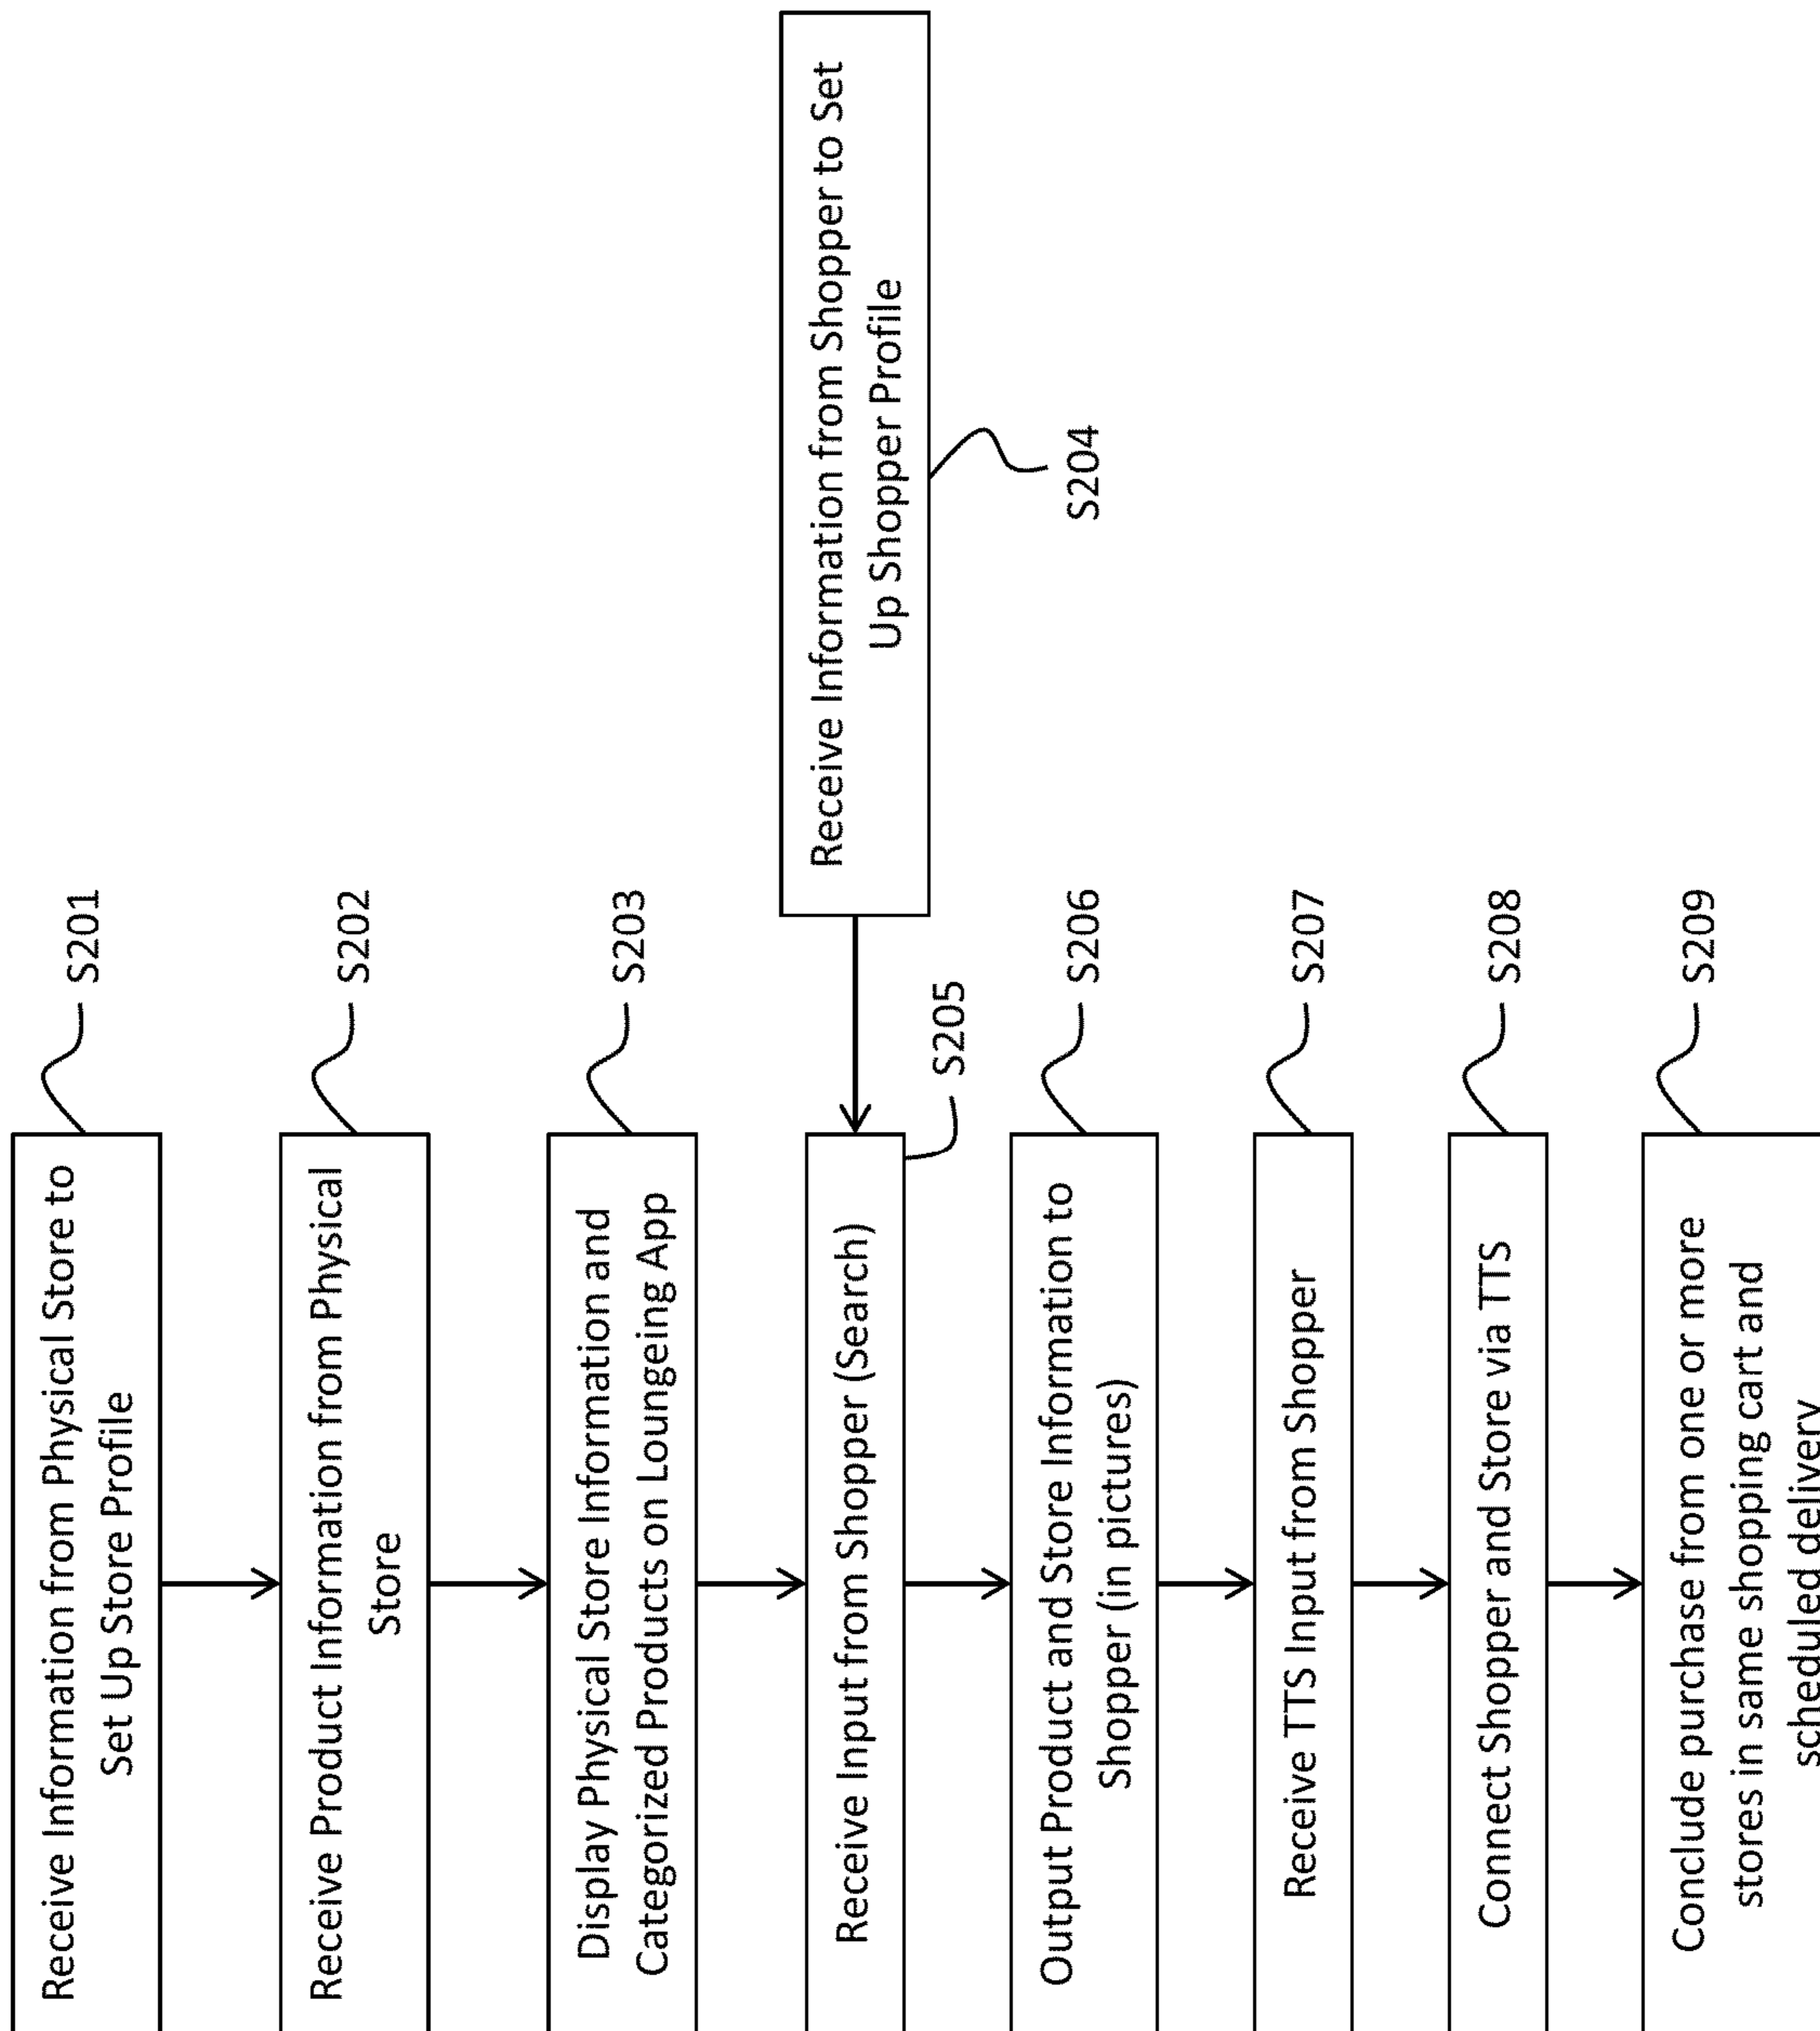 Receive Information from Physical Store to
Set Up Store Profile
S201
Receive Product Information from Physical
Store
S202
Display Physical Store Information and
Categorized Products on Loungeing App
S203
Receive Information from Shopper to Set
Up Shopper Profile
S204
Receive Input from Shopper (Search)
S205
Output Product and Store Information to
Shopper (in pictures)
S206
Receive TTS Input from Shopper
S207
Connect Shopper and Store via TTS
S208
Conclude purchase from one or more
stores in same shopping cart and
scheduled delivery
S209